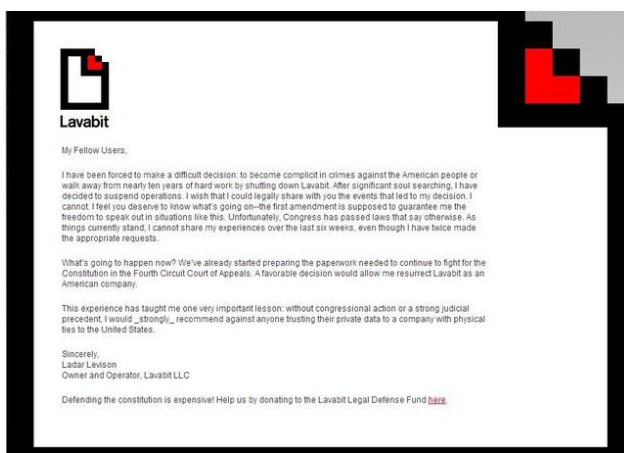 Lavabit
My Fellow Users,
I have been forced to make a difficult decision: to become complicit in crimes against the American people or
walk away from nearly ten years of hard work by shutting down Lavabit. After significant soul searching, I have
decided to suspend operations. I wish that I could legally share with you the events that led to my decision. I
cannot. I feel you deserve to know what's going on--the first amendment is supposed to guarantee me the
freedom to speak out in situations like this. Unfortunately, Congress has passed laws that say otherwise. As
things currently stand, I cannot share my experiences over the last six weeks, even though I have twice made
the appropriate requests.
What's going to happen now? We've already started preparing the paperwork needed to continue to fight for the
Constitution in the Fourth Circuit Court of Appeals. A favorable decision would allow me resurrect Lavabit as an
American company.
This experience has taught me one very important lesson: without congressional action or a strong judicial
precedent, I would _strongly_ recommend against anyone trusting their private data to a company with physical
ties to the United States.
Sincerely,
Ladar Levison
Owner and Operator, Lavabit LLC
Defending the constitution is expensive! Help us by donating to the Lavabit Legal Defense Fund here.